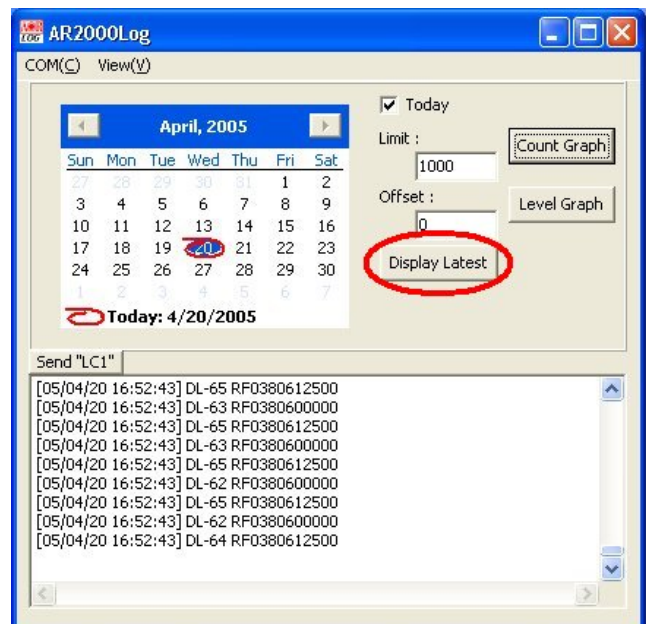 AR LOG AR2000Log
COM(C) View(V)
April, 2005
Sun Mon Tue Wed Thu Fri Sat
27 28 29 30 31 1 2
3 4 5 6 7 8 9
10 11 12 13 14 15 16
17 18 19 20 21 22 23
24 25 26 27 28 29 30
1 2 3 4 5 6 7
Today: 4/20/2005
Today
Limit :
1000
Count Graph
Offset :
0
Level Graph
Display Latest
Send "LC1"
[05/04/20 16:52:43] DL-65 RF0380612500
[05/04/20 16:52:43] DL-63 RF0380600000
[05/04/20 16:52:43] DL-65 RF0380612500
[05/04/20 16:52:43] DL-63 RF0380600000
[05/04/20 16:52:43] DL-65 RF0380612500
[05/04/20 16:52:43] DL-62 RF0380600000
[05/04/20 16:52:43] DL-65 RF0380612500
[05/04/20 16:52:43] DL-62 RF0380600000
[05/04/20 16:52:43] DL-64 RF0380612500